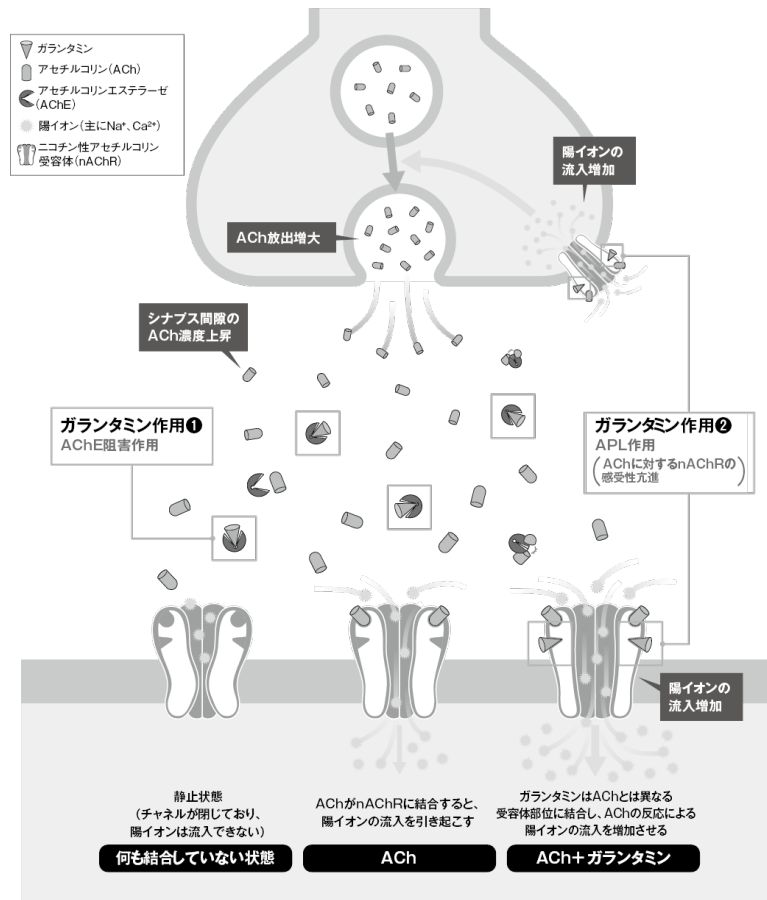 ガランタミン
アセチルコリン(ACh)
アセチルコリンエステラーゼ
(AChE)
陽イオン(主にNa⁺、Ca²⁺)
ニコチン性アセチルコリン
受容体(nAChR)
陽イオンの
流入増加
ACh放出増大
シナプス間隙の
ACh濃度上昇
ガランタミン作用❶
AChE阻害作用
ガランタミン作用❷
APL作用
(AChに対するnAChRの
感受性亢進)
陽イオンの
流入増加
静止状態
(チャネルが閉じており、
陽イオンは流入できない)
何も結合していない状態
AChがnAChRに結合すると、
陽イオンの流入を引き起こす
ACh
ガランタミンはAChとは異なる
受容体部位に結合し、AChの反応による
陽イオンの流入を増加させる
ACh＋ガランタミン